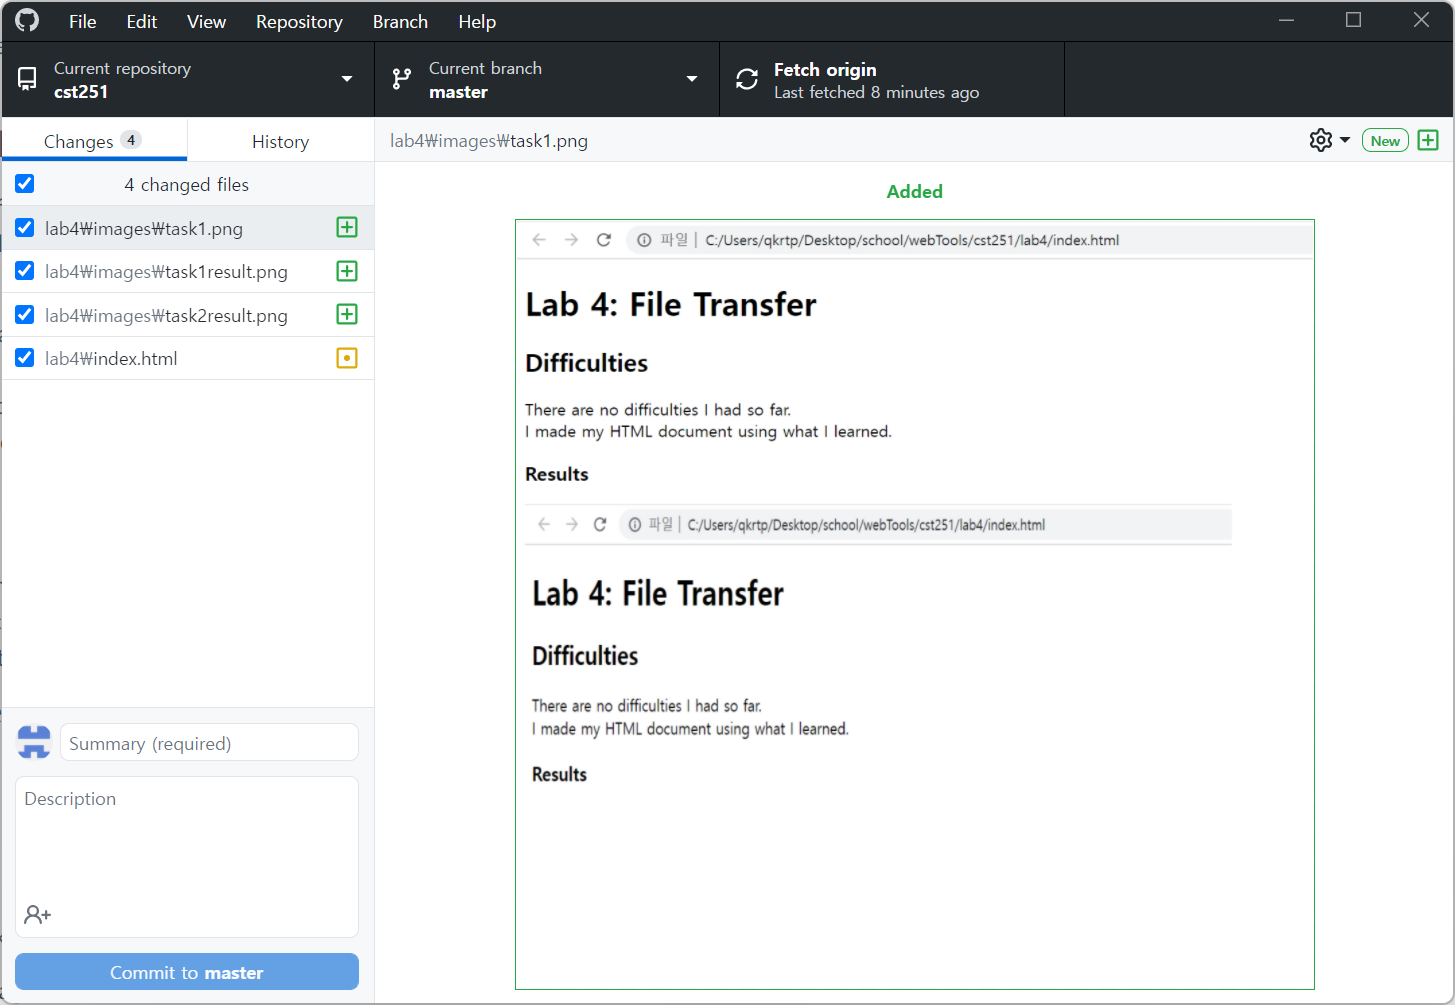 File Edit View Repository Branch Help
Current repository
cst251
Current branch
master
Fetch origin
Last fetched 8 minutes ago
Changes 4
History
lab4₩images₩task1.png
New
4 changed files
lab4₩images₩task1.png
lab4₩images₩task1result.png
lab4₩images₩task2result.png
lab4₩index.html
Summary (required)
Description
Commit to master
Added
파일 | C:/Users/qkrtp/Desktop/school/webTools/cst251/lab4/index.html
Lab 4: File Transfer
Difficulties
There are no difficulties I had so far.
I made my HTML document using what I learned.
Results
파일 | C:/Users/qkrtp/Desktop/school/webTools/cst251/lab4/index.html
Lab 4: File Transfer
Difficulties
There are no difficulties I had so far.
I made my HTML document using what I learned.
Results